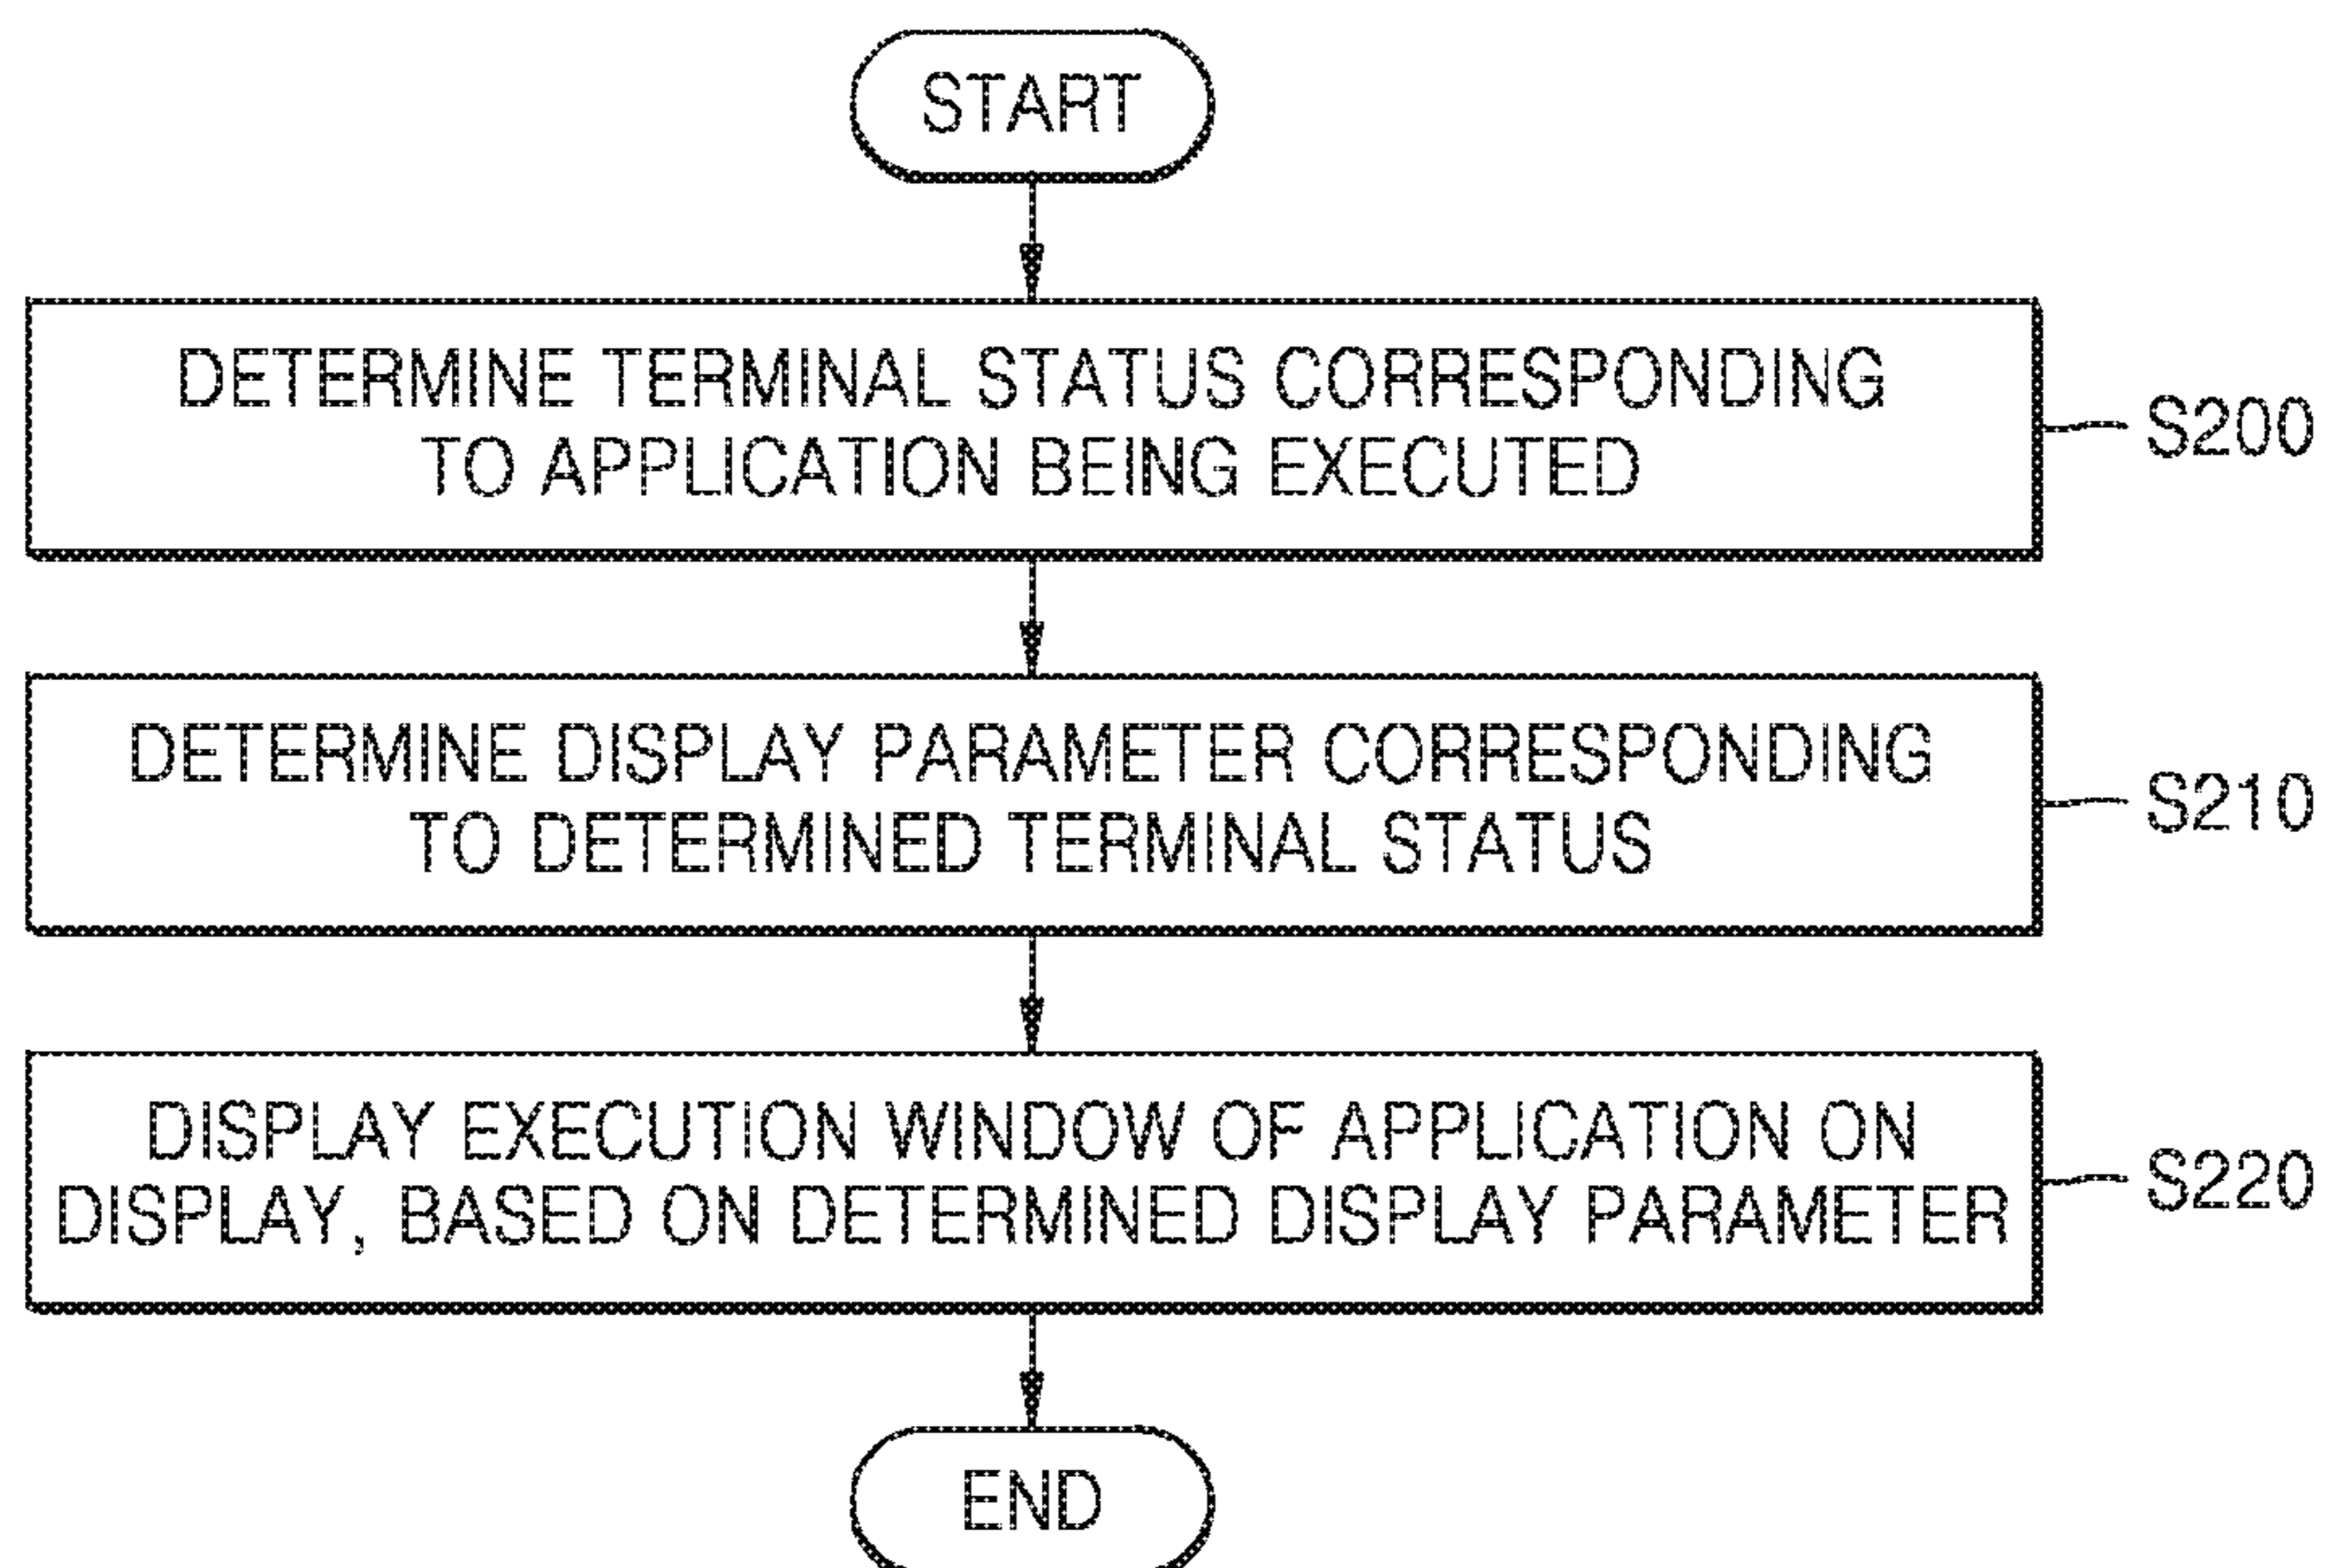 START
DETERMINE TERMINAL STATUS CORRESPONDING
TO APPLICATION BEING EXECUTED
S200
DETERMINE DISPLAY PARAMETER CORRESPONDING
TO DETERMINED TERMINAL STATUS
S210
DISPLAY EXECUTION WINDOW OF APPLICATION ON
DISPLAY, BASED ON DETERMINED DISPLAY PARAMETER
S220
END